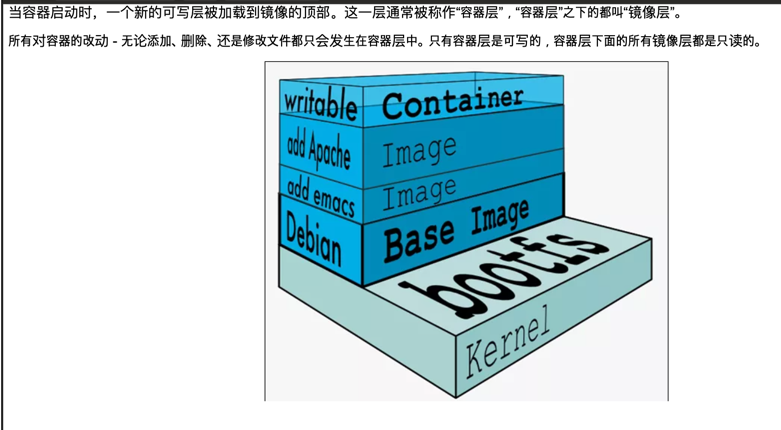 当容器启动时，一个新的可写层被加载到镜像的顶部。这一层通常被称作“容器层”，“容器层”之下的都叫“镜像层”。
所有对容器的改动 - 无论添加、删除、还是修改文件都只会发生在容器层中。只有容器层是可写的，容器层下面的所有镜像层都是只读的。
writable Container
add Apache Image
add emacs Image
Debian Base Image
bootfs
Kernel